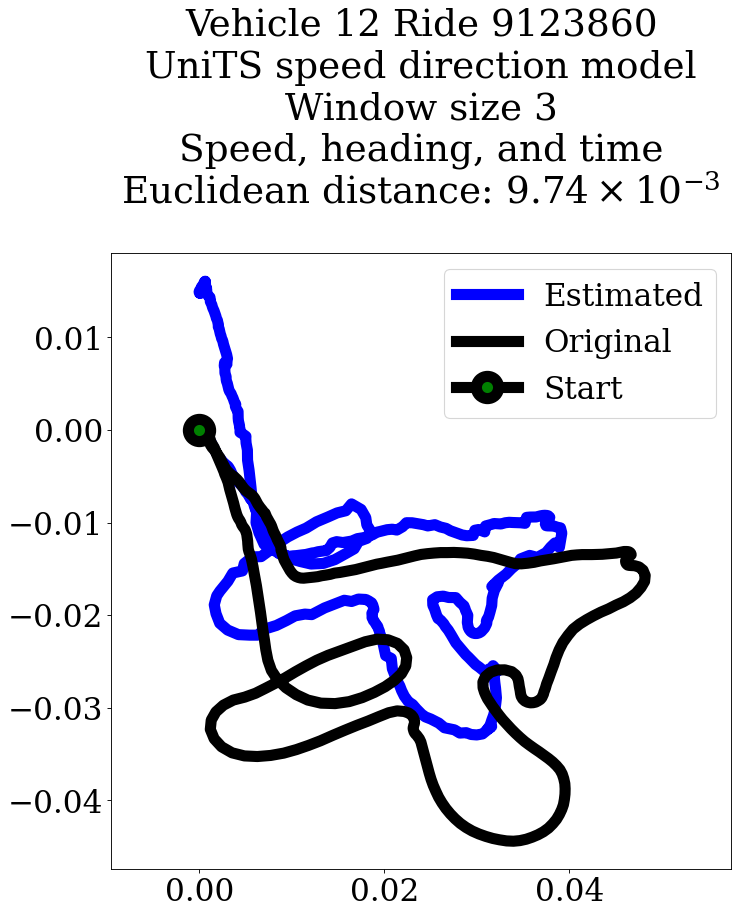 Vehicle 12 Ride 9123860
UniTS speed direction model
Window size 3
Speed, heading, and time
Euclidean distance: 9.74 × 10⁻³
Estimated
Original
Start
0.01
0.00
−0.01
−0.02
−0.03
−0.04
0.00 0.02 0.04